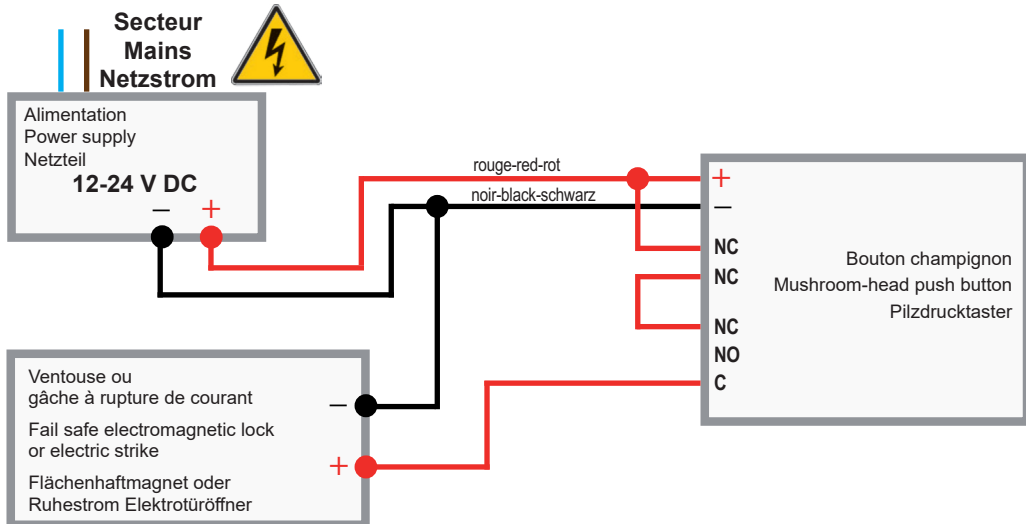 Secteur
Mains
Netzstrom
Alimentation
Power supply
Netzteil
12-24 V DC
− +
rouge-red-rot
noir-black-schwarz
+
−
NC
NC
NC
NO
C
Bouton champignon
Mushroom-head push button
Pilzdrucktaster
Ventouse ou
gâche à rupture de courant
Fail safe electromagnetic lock
or electric strike
Flächenhaftmagnet oder
Ruhestrom Elektrotüröffner
−
+